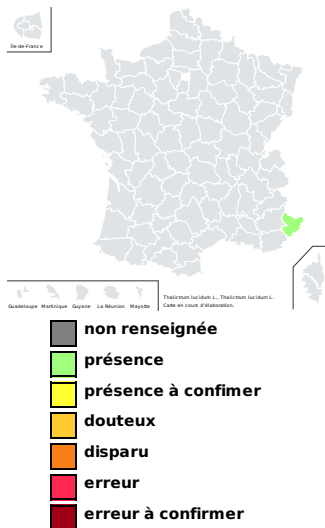 Île-de-France
Thalictrum lucidum L., Thalictrum lucidum L.
Carte en cours d'élaboration.
Guadeloupe Martinique Guyane La Réunion Mayotte
non renseignée
présence
présence à confimer
douteux
disparu
erreur
erreur à confirmer